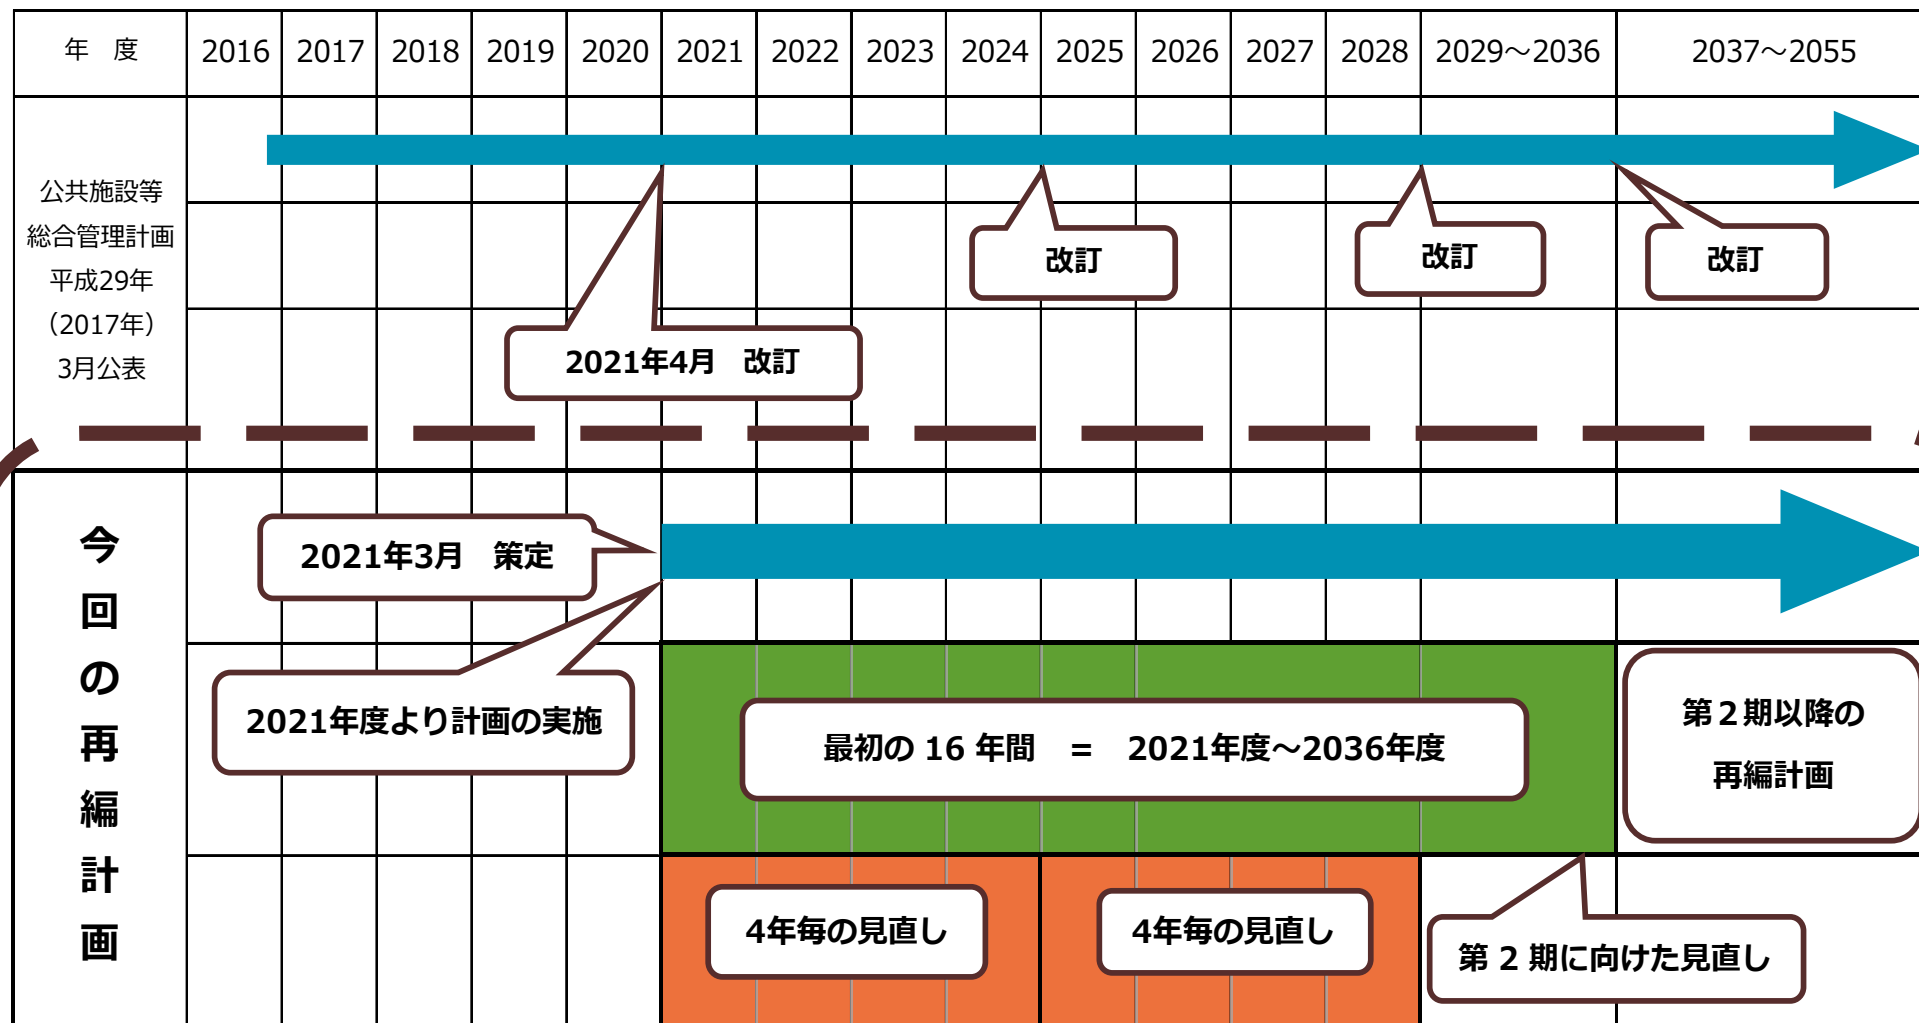 年　度 2016 2017 2018 2019 2020 2021 2022 2023 2024 2025 2026 2027 2028 2029～2036 2037～2055
公共施設等
総合管理計画
平成29年
（2017年）
3月公表
改訂
改訂
改訂
2021年4月　改訂
今回の再編計画
2021年3月　策定
2021年度より計画の実施
最初の 16 年間　=　2021年度～2036年度
第２期以降の
再編計画
4年毎の見直し
4年毎の見直し
第 2 期に向けた見直し